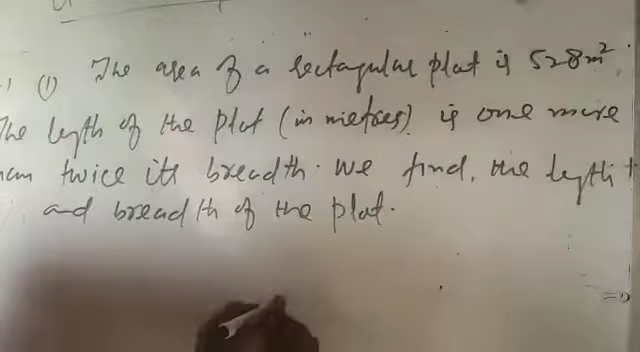 (i) The area of a rectangular plot is 528m².
The length of the plot (in metres) is one more
than twice its breadth. We find, the length
and breadth of the plot.